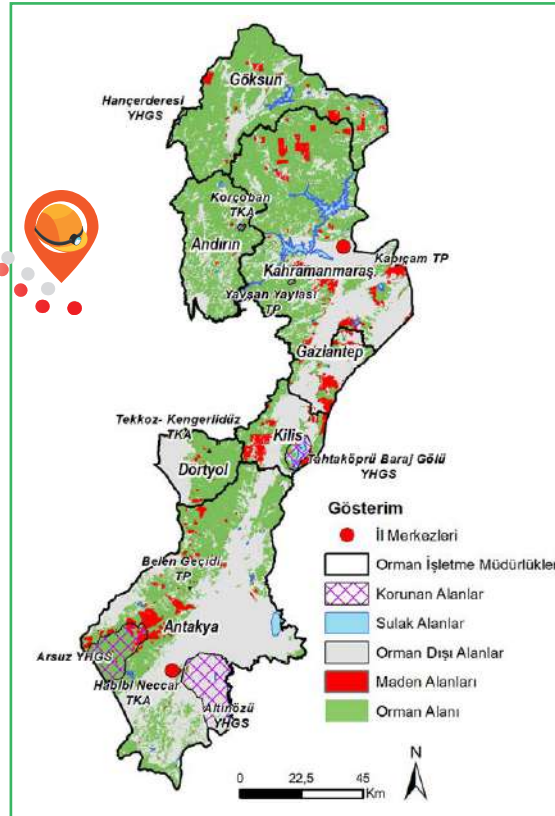 Göksun
Hançerderesi
YHGS
Korçoban
TKA
Andırın
Kahramanmaraş
Kapıçam TP
Yavşan Yaylası
TP
Gaziantep
Tekkoz- Kengerlidüz
TKA
Kilis
Dörtyol
Tahtaköprü Baraj Gölü
YHGS
Belen Geçidi
TP
Antakya
Arsuz YHGS
Habibi Neccar
TKA
Altınözü
YHGS
Gösterim
İl Merkezleri
Orman İşletme Müdürlükler
Korunan Alanlar
Sulak Alanlar
Orman Dışı Alanlar
Maden Alanları
Orman Alanı
N
0 22,5 45
Km